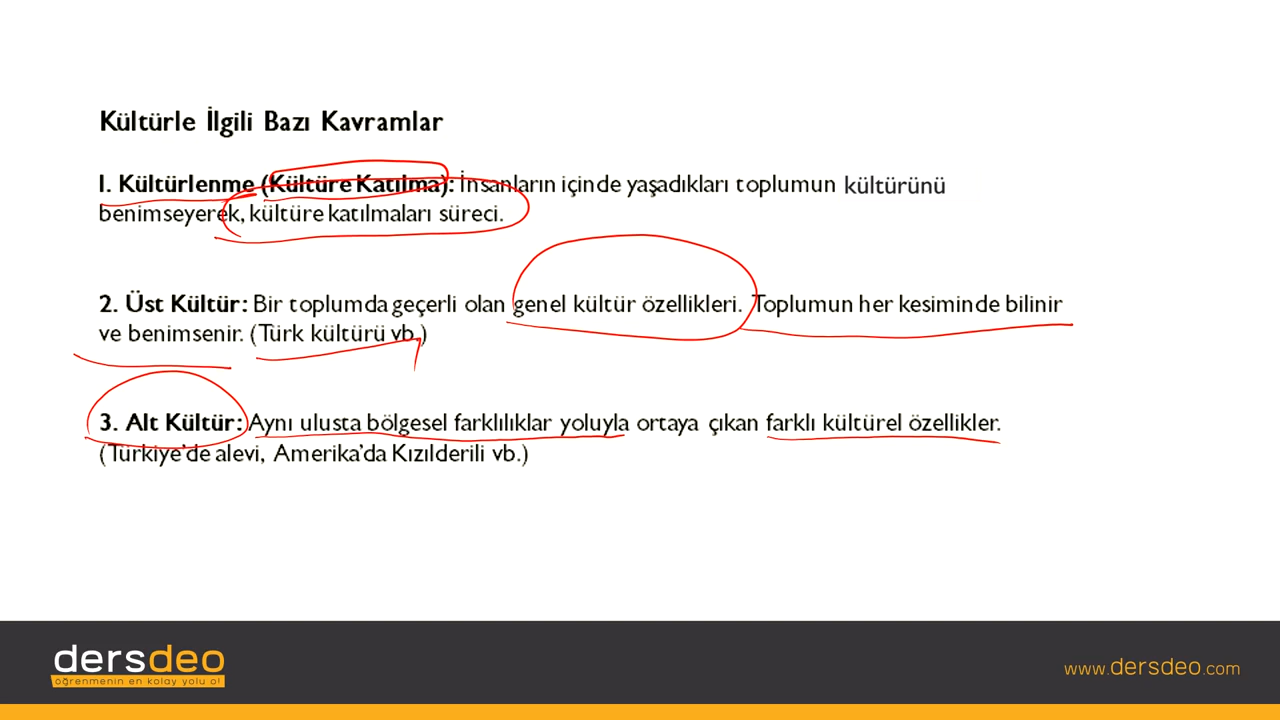 Kültürle İlgili Bazı Kavramlar
1. Kültürlenme (Kültüre Katılma): İnsanların içinde yaşadıkları toplumun kültürünü
benimseyerek, kültüre katılmaları süreci.
2. Üst Kültür: Bir toplumda geçerli olan genel kültür özellikleri. Toplumun her kesiminde bilinir
ve benimsenir. (Türk kültürü vb.)
3. Alt Kültür: Aynı ulusta bölgesel farklılıklar yoluyla ortaya çıkan farklı kültürel özellikler.
(Türkiye'de alevi, Amerika'da Kızılderili vb.)
dersdeo
öğrenmenin en kolay yolu o!
www.dersdeo.com